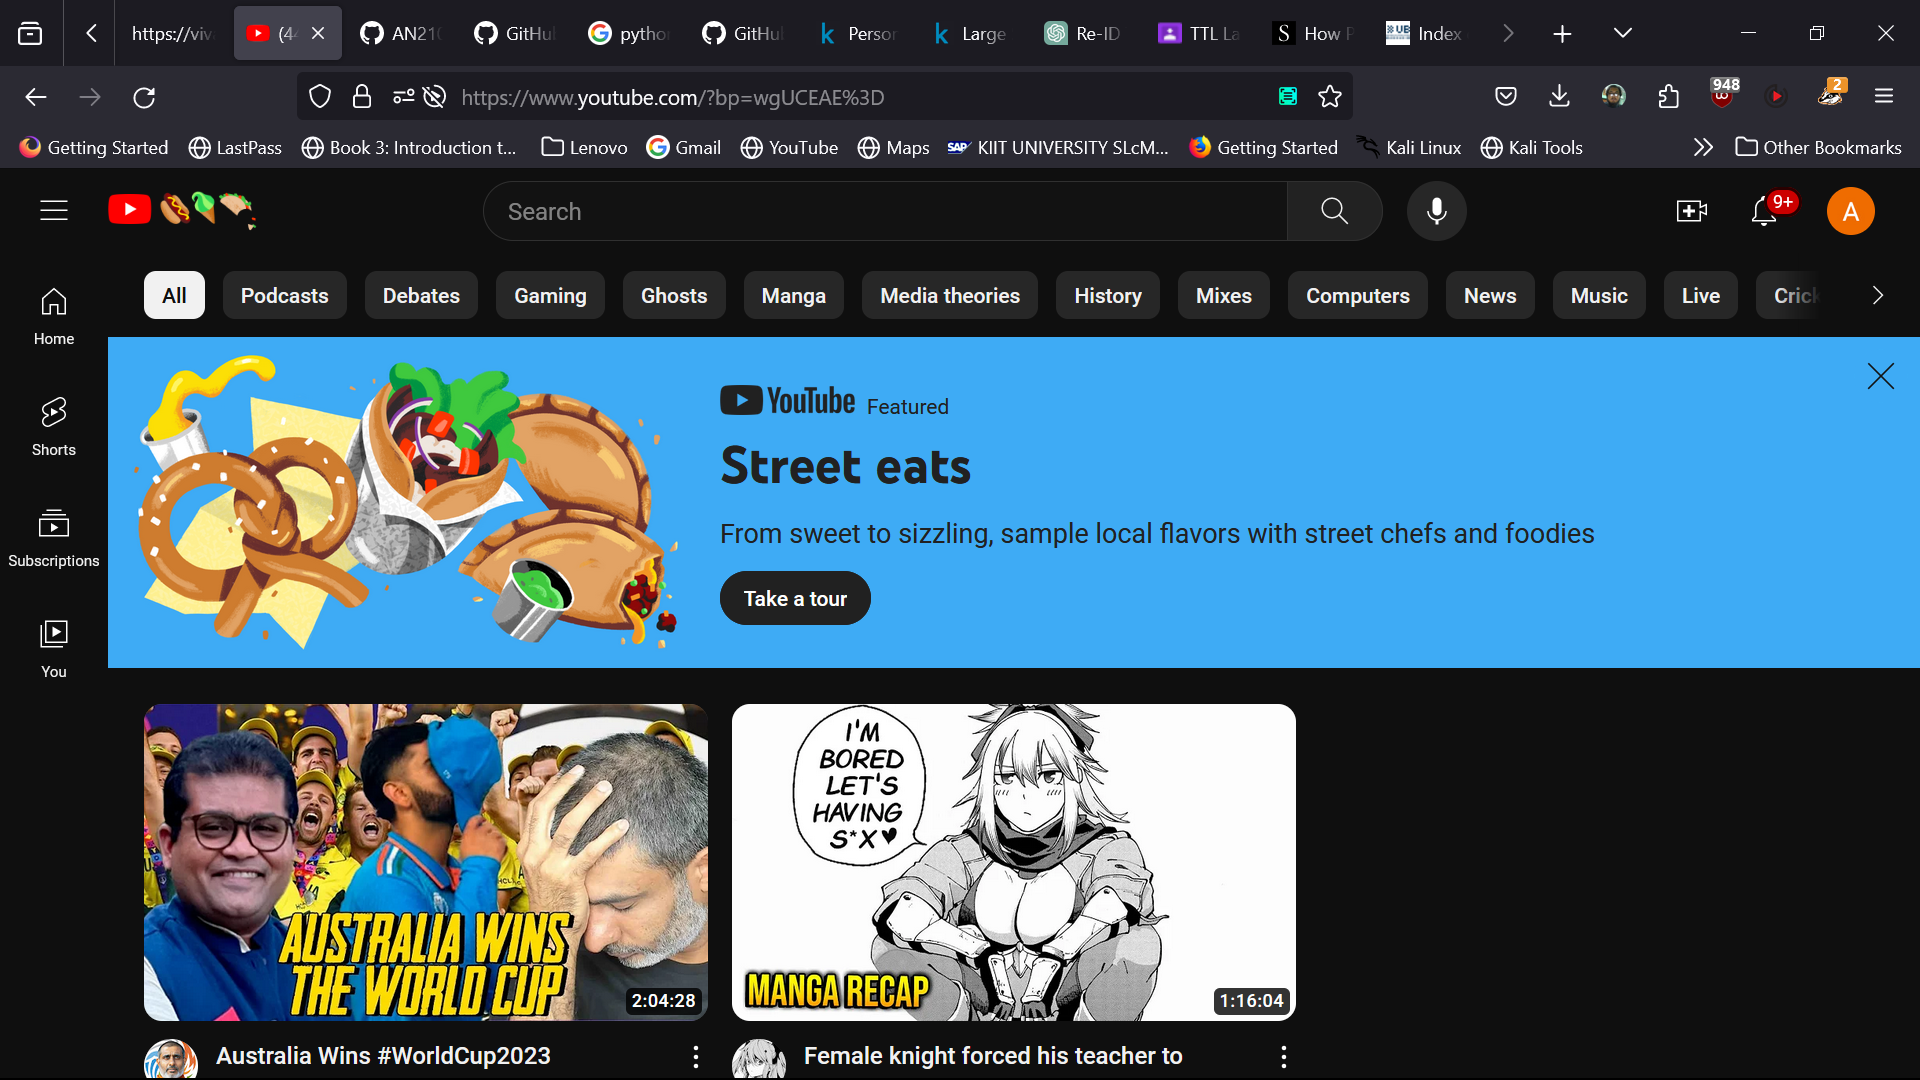 https://viv
(44
AN210
GitHu
pytho
GitHu
Person
Large
Re-ID
TTL La
How P
Index
https://www.youtube.com/?bp=wgUCEAE%3D
948
2
Getting Started
LastPass
Book 3: Introduction t...
Lenovo
Gmail
YouTube
Maps
SAP
KIIT UNIVERSITY SLcM...
Getting Started
Kali Linux
Kali Tools
Other Bookmarks
Search
9+
A
All
Podcasts
Debates
Gaming
Ghosts
Manga
Media theories
History
Mixes
Computers
News
Music
Live
Crick
Home
Shorts
Subscriptions
You
YouTube Featured
Street eats
From sweet to sizzling, sample local flavors with street chefs and foodies
Take a tour
AUSTRALIA WINS
THE WORLD CUP
2:04:28
I'M
BORED
LET'S
HAVING
S*X♥
MANGA RECAP
1:16:04
Australia Wins #WorldCup2023
Female knight forced his teacher to